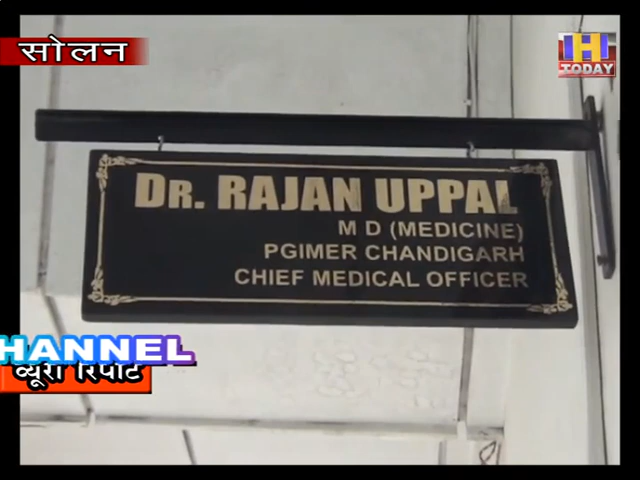 सोलन
H
TODAY
DR. RAJAN UPPAL
M D (MEDICINE)
PGIMER CHANDIGARH
CHIEF MEDICAL OFFICER
HANNEL
ब्यूरो रिपोर्ट